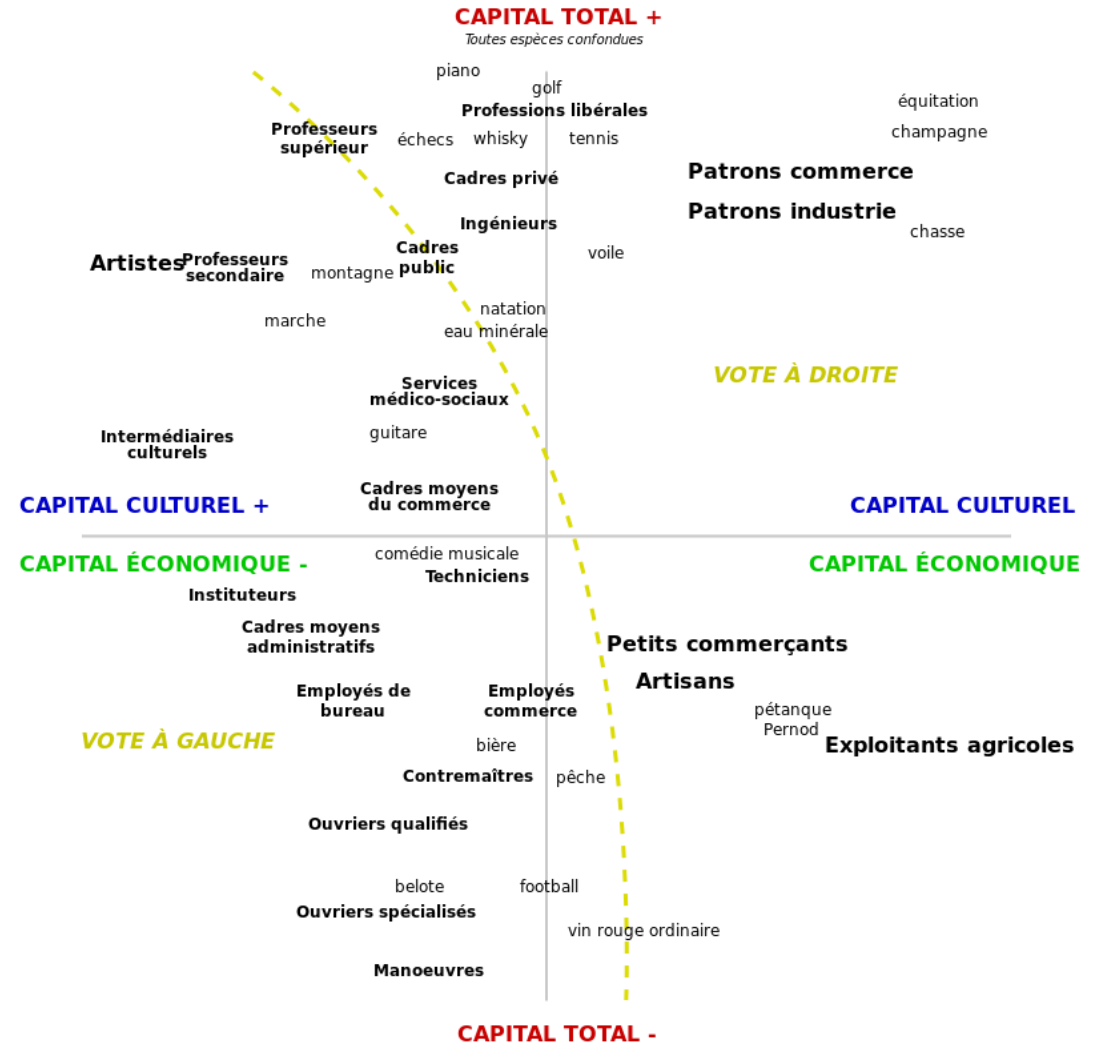 CAPITAL TOTAL +
Toutes espèces confondues
piano
golf
équitation
Professions libérales
champagne
Professeurs
supérieur
échecs
whisky
tennis
Patrons commerce
Cadres privé
Patrons industrie
Ingénieurs
chasse
Cadres
public
voile
Artistes
Professeurs
secondaire
montagne
natation
marche
eau minérale
VOTE À DROITE
Services
médico-sociaux
guitare
Intermédiaires
culturels
Cadres moyens
du commerce
CAPITAL CULTUREL +
CAPITAL CULTUREL
comédie musicale
CAPITAL ÉCONOMIQUE -
CAPITAL ÉCONOMIQUE
Techniciens
Instituteurs
Cadres moyens
administratifs
Petits commerçants
Artisans
Employés de
bureau
Employés
commerce
pétanque
Pernod
VOTE À GAUCHE
bière
Exploitants agricoles
Contremaîtres
pêche
Ouvriers qualifiés
belote
football
Ouvriers spécialisés
vin rouge ordinaire
Manoeuvres
CAPITAL TOTAL -